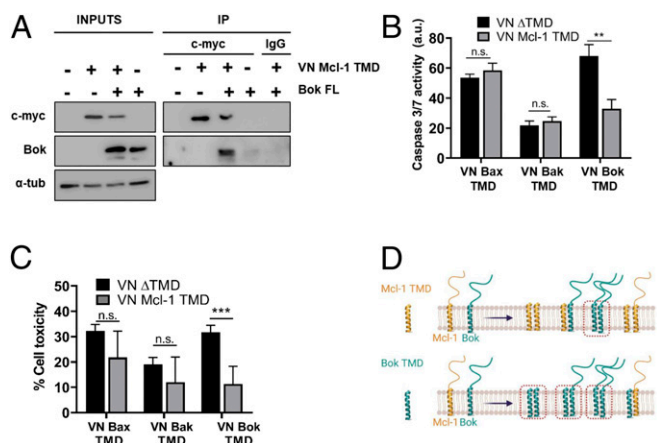 A
INPUTS
IP
c-myc
IgG
- + + - - + + - + VN Mcl-1 TMD
- - + + - - + + + Bok FL
c-myc
Bok
α-tub
B
VN ΔTMD
VN Mcl-1 TMD
Caspase 3/7 activity (a.u.)
80
60
40
20
0
n.s.
n.s.
**
VN Bax TMD
VN Bak TMD
VN Bok TMD
C
VN ΔTMD
VN Mcl-1 TMD
% Cell toxicity
50
40
30
20
10
0
n.s.
n.s.
***
VN Bax TMD
VN Bak TMD
VN Bok TMD
D
Mcl-1 TMD
Mcl-1 Bok
Bok TMD
Mcl-1 Bok